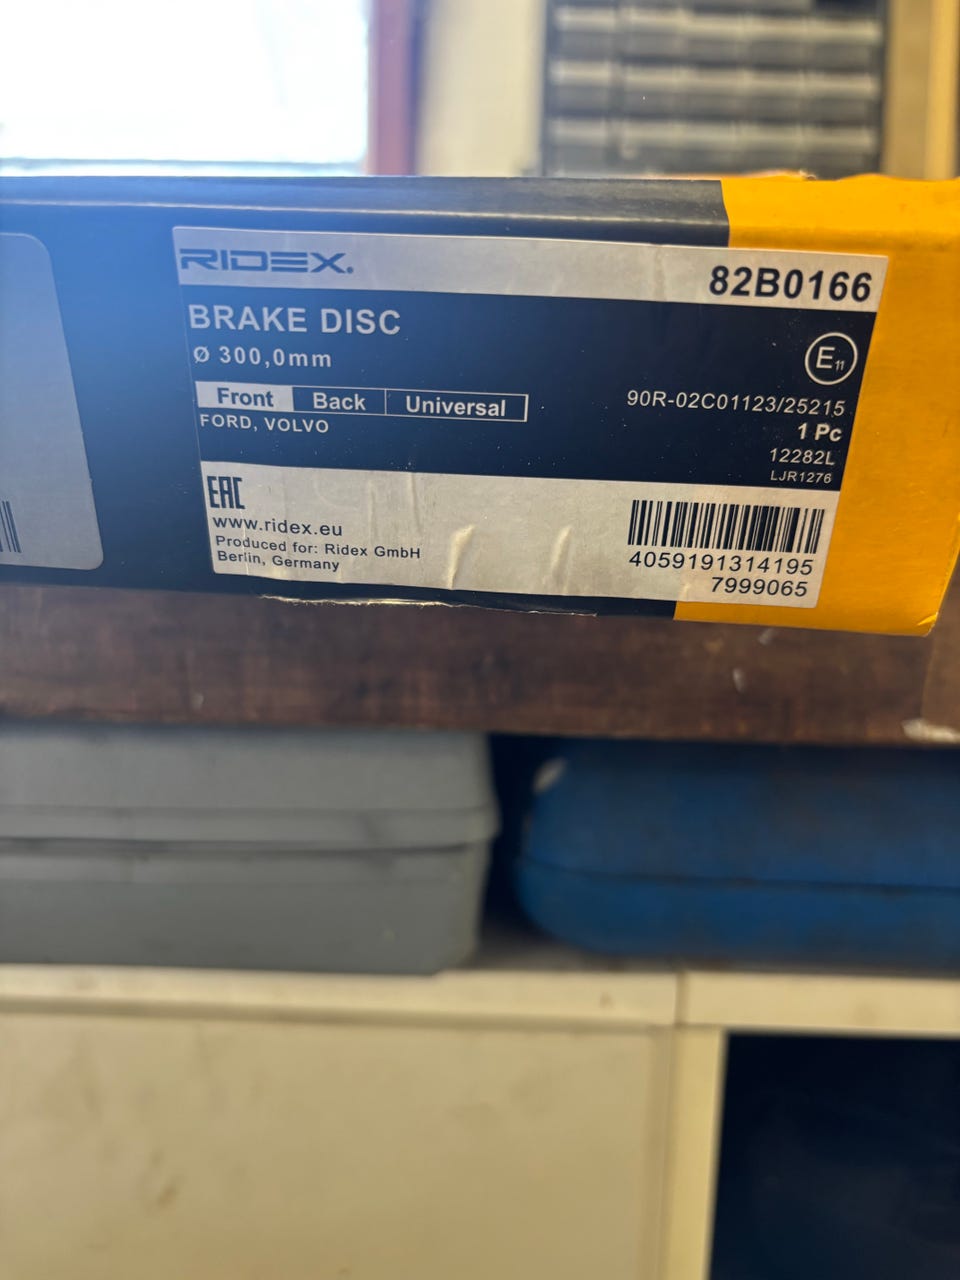 RIDEX.
82B0166
BRAKE DISC
Ø 300,0mm
E11
Front Back Universal
90R-02C01123/25215
FORD, VOLVO
1 Pc
12282L
LJR1276
EAC
www.ridex.eu
Produced for: Ridex GmbH
Berlin, Germany
4059191314195
7999065